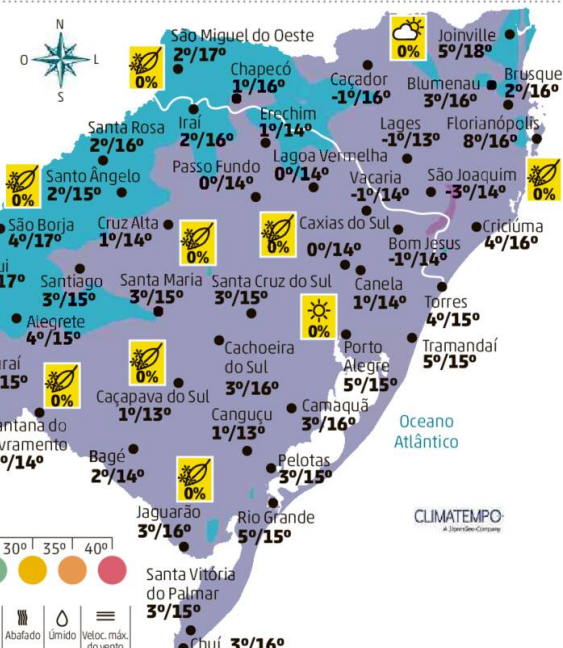 N
O
L
S
São Miguel do Oeste
2º/17º
0%
0%
Joinville
5º/18º
Chapecó
1º/16º
Caçador
-1º/16º
Blumenau
3º/16º
Brusque
2º/16º
Santa Rosa
2º/16º
Iraí
2º/16º
Erechim
1º/14º
Lages
-1º/13º
Florianópolis
8º/16º
0%
Santo Ângelo
2º/15º
Passo Fundo
0º/14º
Lagoa Vermelha
0º/14º
Vacaria
-1º/14º
São Joaquim
-3º/14º
0%
São Borja
4º/17º
Cruz Alta
1º/14º
0%
0%
Caxias do Sul
0º/14º
Bom Jesus
-1º/14º
Criciúma
4º/16º
ui
17º
Santiago
3º/15º
Santa Maria
3º/15º
Santa Cruz do Sul
3º/15º
Canela
1º/14º
Torres
4º/15º
Alegrete
4º/15º
0%
Cachoeira
do Sul
3º/16º
Porto
Alegre
5º/15º
Tramandaí
5º/15º
raí
15º
0%
0%
Caçapava do Sul
1º/13º
Canguçu
1º/13º
Camaquã
3º/16º
Oceano
Atlântico
antana do
vramento
º/14º
Bagé
2º/14º
0%
Pelotas
3º/15º
Jaguarão
3º/16º
Rio Grande
5º/15º
CLIMATEMPO
A StormGeo Company
30º 35º 40º
Santa Vitória
do Palmar
3º/15º
Abafado
Úmido
Veloc. máx.
do vento
Chuí 3º/16º